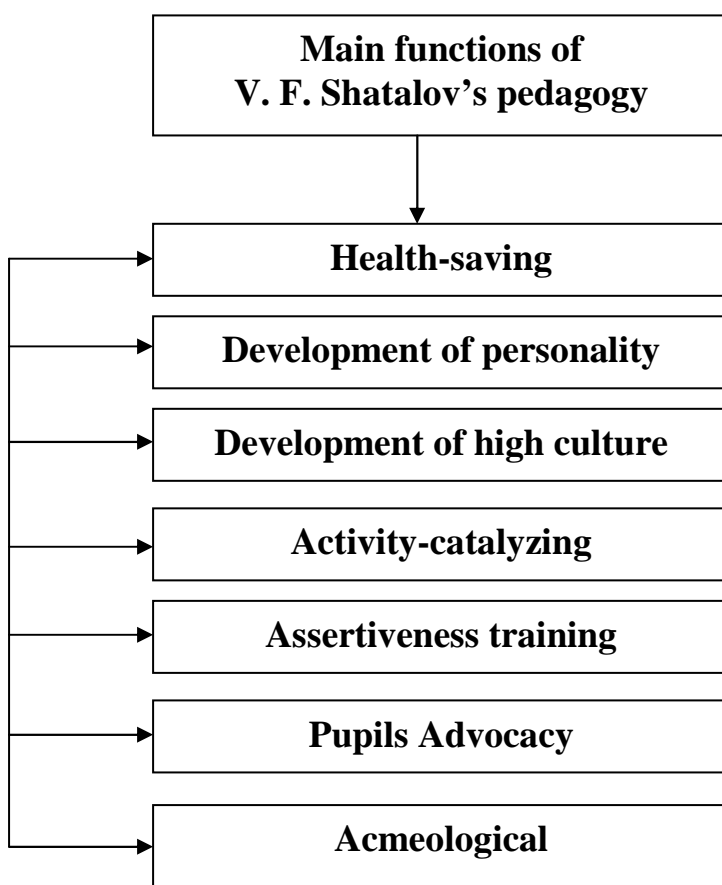 Main functions of
V. F. Shatalov’s pedagogy
Health-saving
Development of personality
Development of high culture
Activity-catalyzing
Assertiveness training
Pupils Advocacy
Acmeological